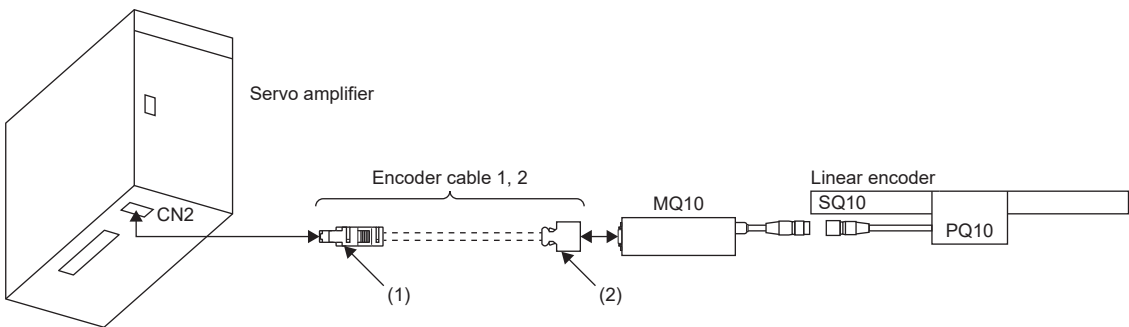 Servo amplifier
Encoder cable 1, 2
Linear encoder
MQ10
SQ10
CN2
PQ10
(1)
(2)